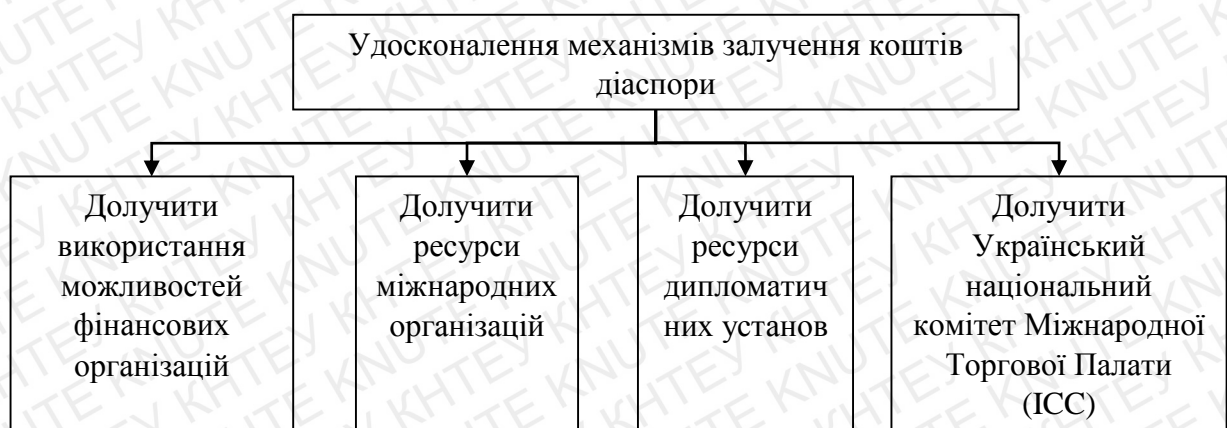 Удосконалення механізмів залучення коштів
діаспори
Долучити
використання
можливостей
фінансових
організацій
Долучити
ресурси
міжнародних
організацій
Долучити
ресурси
дипломатич
них установ
Долучити
Український
національний
комітет Міжнародної
Торгової Палати
(ІСС)